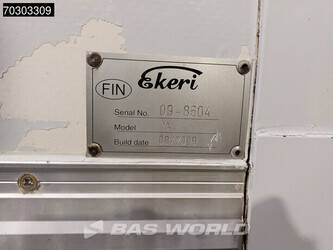 70303309
FIN Ekeri
Serial No. 09-8604
Model
Build date
BAS WORLD